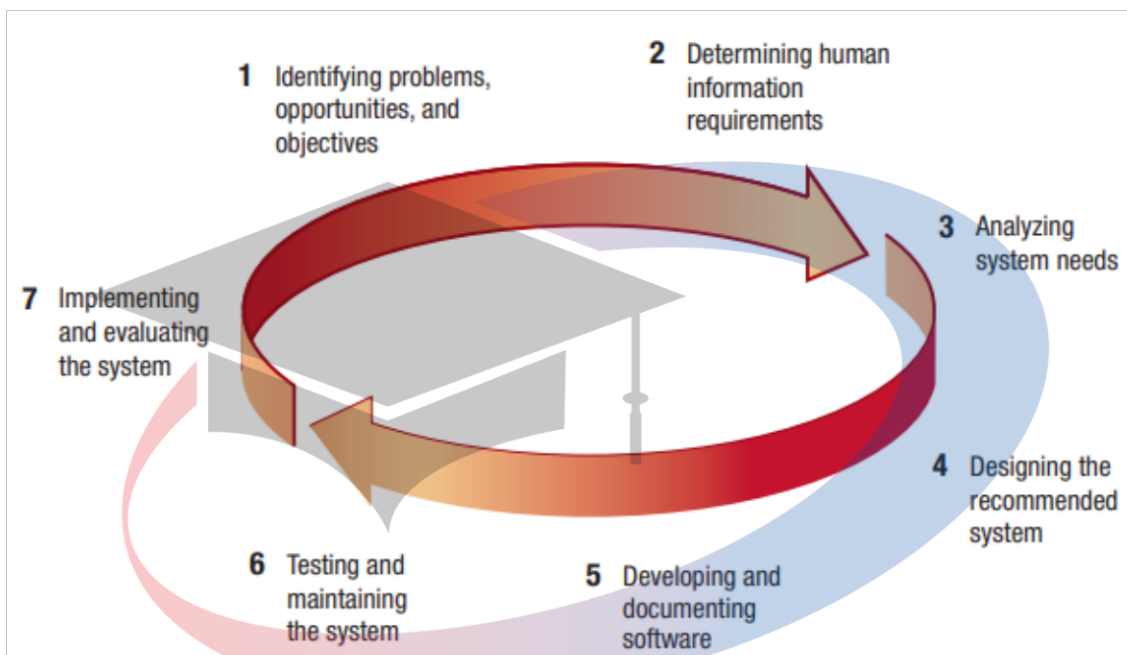 1 Identifying problems,
opportunities, and
objectives
2 Determining human
information
requirements
3 Analyzing
system needs
4 Designing the
recommended
system
5 Developing and
documenting
software
6 Testing and
maintaining
the system
7 Implementing
and evaluating
the system